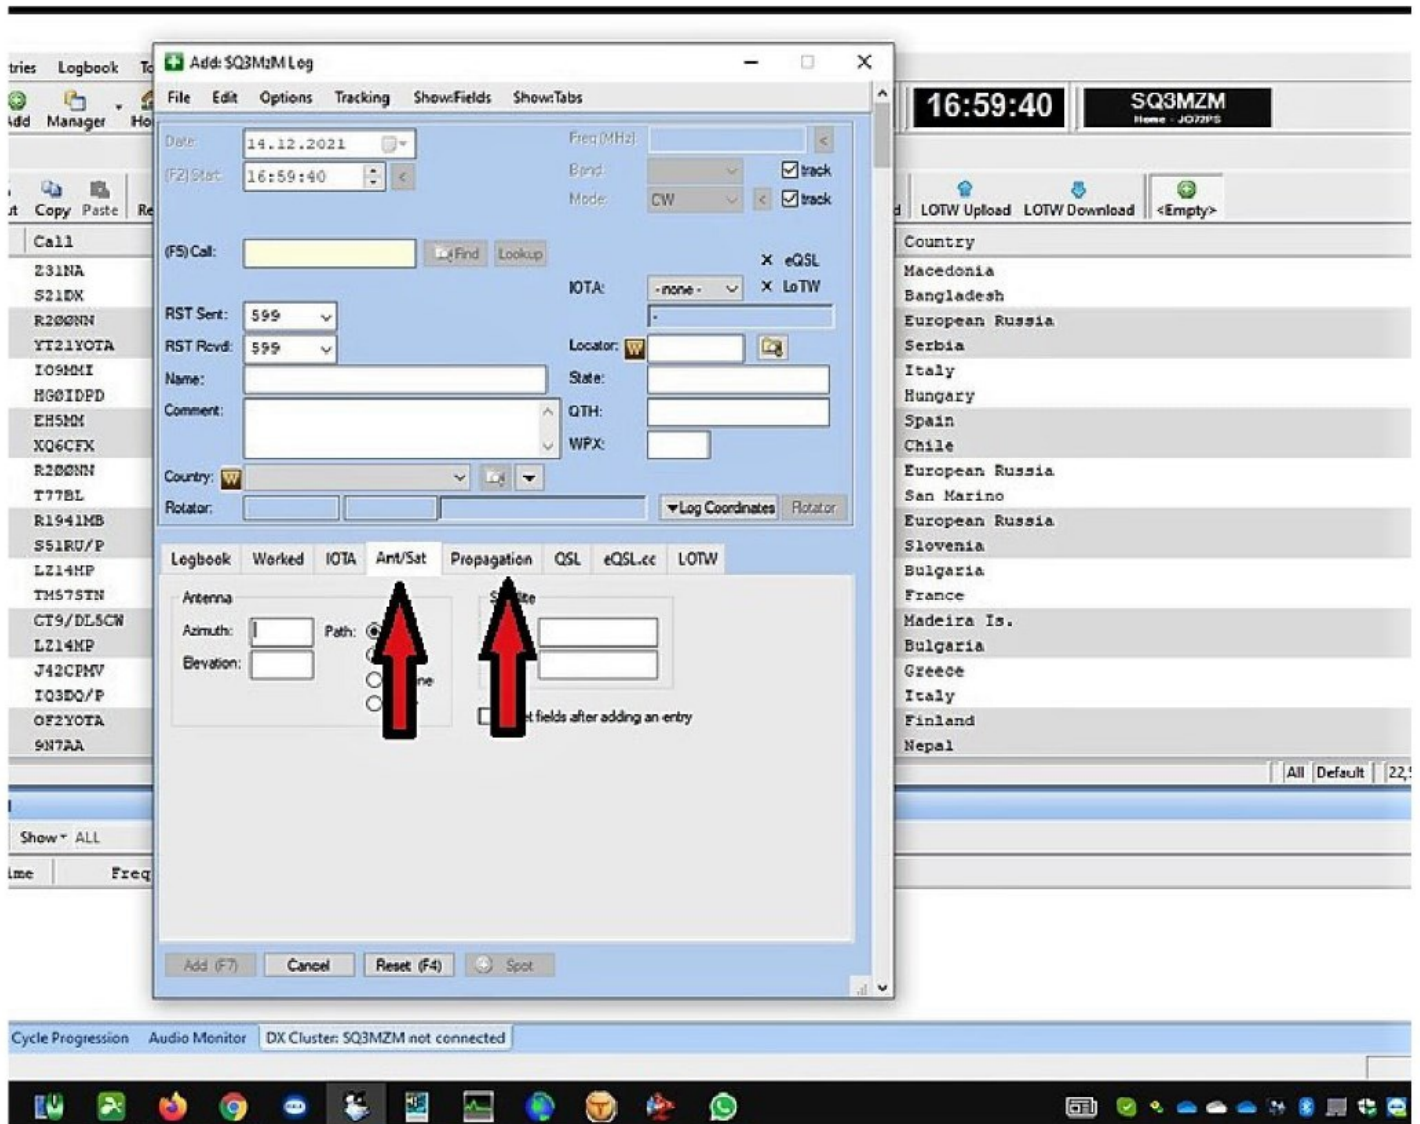 Add: SQ3MZM Log
tries Logbook
File Edit Options Tracking Show:Fields Show:Tabs
Add Manager
16:59:40
SQ3MZM
Home - JO72PS
Date: 14.12.2021
Freq (MHz) <
(F2) Start: 16:59:40 <
Band: track
Mode: CW < track
Copy Paste
LOTW Upload LOTW Download <Empty>
Call
Country
(F5) Call: Find Lookup
× eQSL
IOTA: - none - × LoTW
-
RST Sent: 599
RST Rcvd: 599
Locator: W
Name:
State:
Comment:
QTH:
WPX:
Country: W
Rotator: Log Coordinates Rotator
Z31NA Macedonia
S21DX Bangladesh
R2ØØNN European Russia
YT21YOTA Serbia
IO9MMI Italy
HGØIDPD Hungary
EH5MM Spain
XQ6CFX Chile
R2ØØNN European Russia
T77BL San Marino
R1941MB European Russia
S51RU/P Slovenia
LZ14MP Bulgaria
TM57STN France
CT9/DL5CW Madeira Is.
LZ14MP Bulgaria
J42CPMV Greece
IQ3DQ/P Italy
OF2YOTA Finland
9N7AA Nepal
Logbook Worked IOTA Ant/Sat Propagation QSL eQSL.cc LOTW
Antenna
Azimuth: Path:
Elevation:
fields after adding an entry
All Default 22,
Show ALL
Freq
Add (F7) Cancel Reset (F4) Spot
Cycle Progression Audio Monitor DX Cluster: SQ3MZM not connected